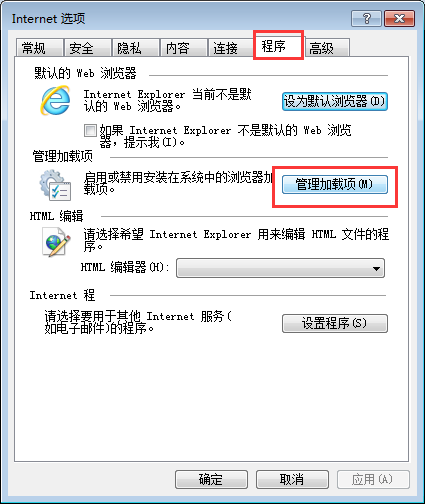 Internet 选项
常规 安全 隐私 内容 连接 程序 高级
默认的 Web 浏览器
Internet Explorer 当前不是默
认的 Web 浏览器。
设为默认浏览器(D)
如果 Internet Explorer 不是默认的 Web 浏览
器，提示我(I)。
管理加载项
启用或禁用安装在系统中的浏览器加
载项。
管理加载项(M)
HTML 编辑
请选择希望 Internet Explorer 用来编辑 HTML 文件的程
序。
HTML 编辑器(H):
Internet 程
请选择要用于其他 Internet 服务(
如电子邮件)的程序。
设置程序(S)
确定 取消 应用(A)